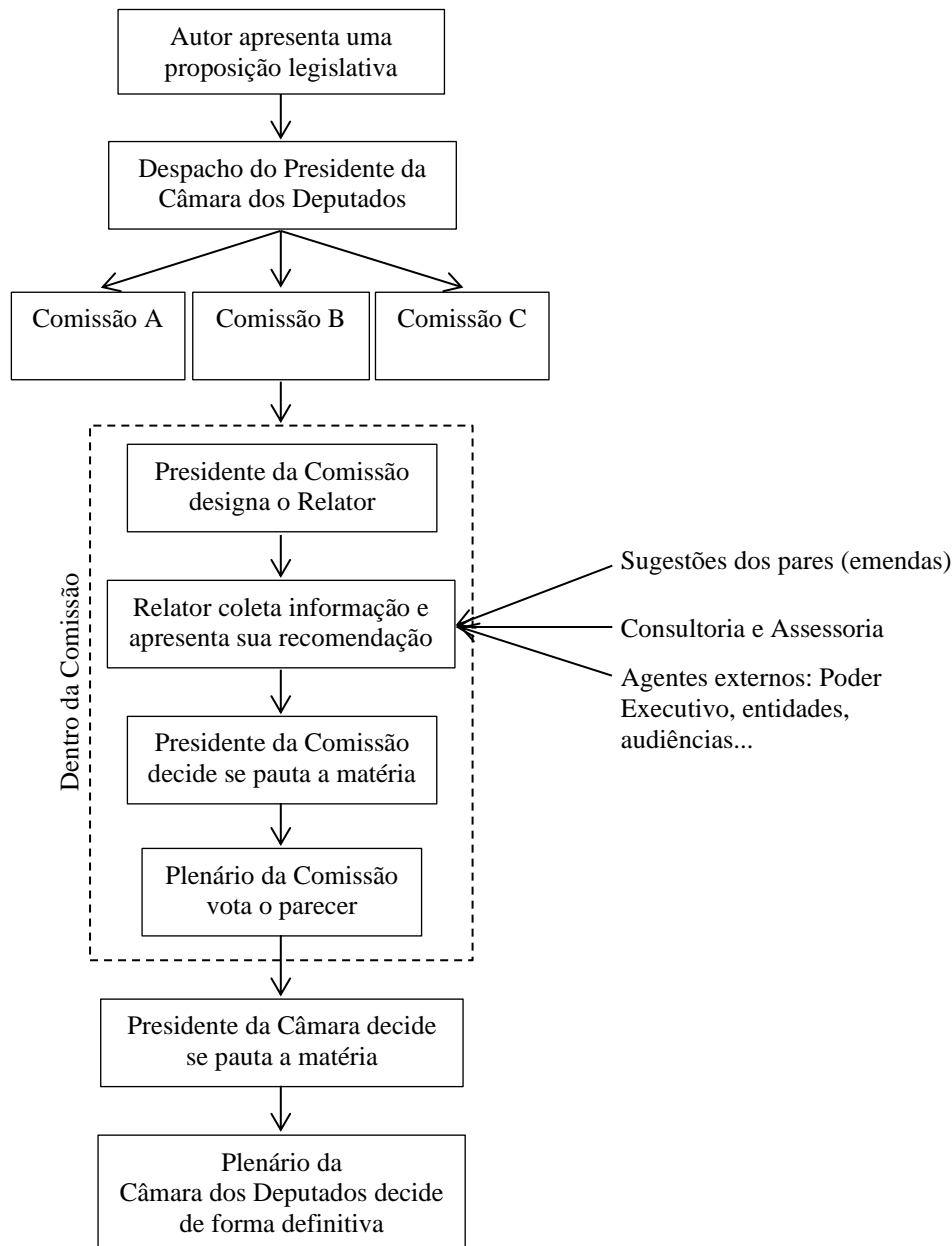 Autor apresenta uma
proposição legislativa
Despacho do Presidente da
Câmara dos Deputados
Comissão A
Comissão B
Comissão C
Dentro da Comissão
Presidente da Comissão
designa o Relator
Relator coleta informação e
apresenta sua recomendação
Sugestões dos pares (emendas)
Consultoria e Assessoria
Agentes externos: Poder
Executivo, entidades,
audiências...
Presidente da Comissão
decide se pauta a matéria
Plenário da Comissão
vota o parecer
Presidente da Câmara decide
se pauta a matéria
Plenário da
Câmara dos Deputados decide
de forma definitiva